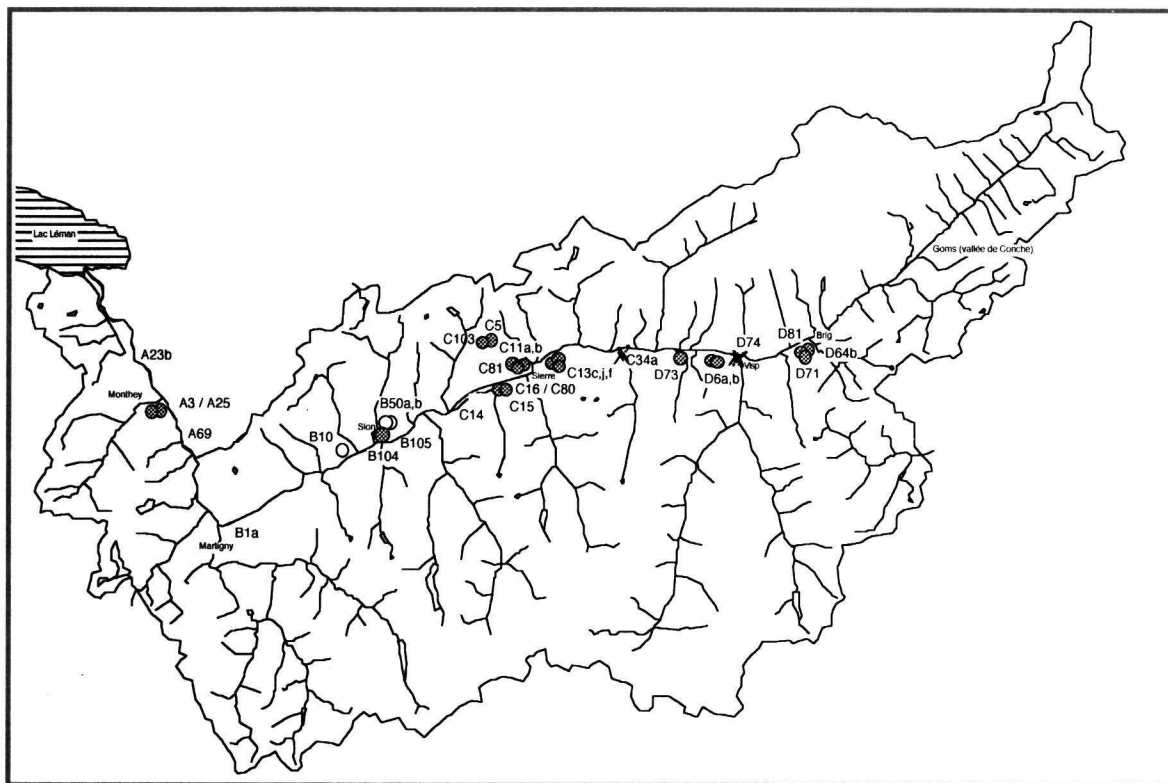 Lac Léman
Goms (vallée de Conche)
A23b
Monthey
A3 / A25
A69
B1a
Martigny
B10
Sion
B50a,b
B104
B105
C103
C5
C11a,b
C81
Sierre
C13c,j,f
C16 / C80
C14
C15
C34a
D73
D74
Visp
D6a,b
D81
Brig
D64b
D71